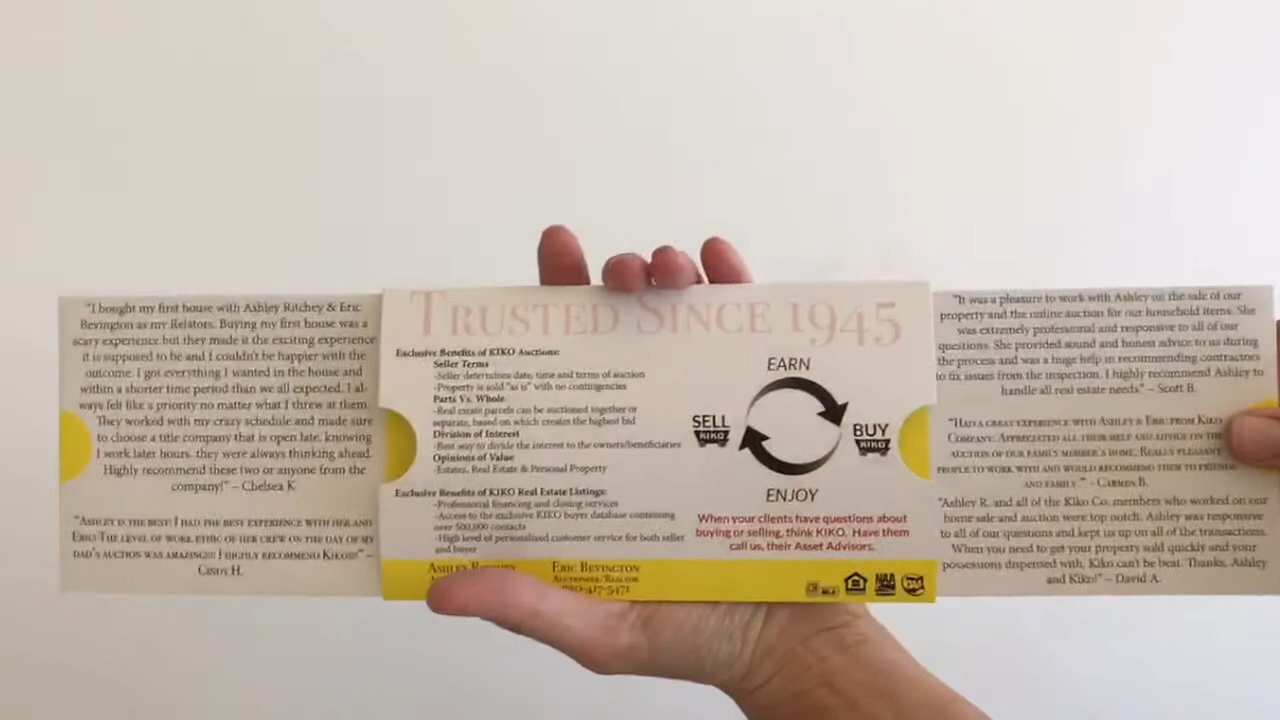 "I bought my first house with Ashley Ritchey & Eric
Bevington as my Relators. Buying my first house was a
scary experience but they made it the exciting experience
it is supposed to be and I couldn't be happier with the
outcome. I got everything I wanted in the house and
within a shorter time period than we all expected. I al-
ways felt like a priority no matter what I threw at them.
They worked with my crazy schedule and made sure
to choose a title company that is open late, knowing
I work later hours. they were always thinking ahead.
Highly recommend these two or anyone from the
company!" – Chelsea K
"Ashley is the best! I had the best experience with her and
Eric! The level of work ethic of her crew on the day of my
dad's auction was amazing!!! I highly recommend Kiko!!!" –
Cindy H.
Trusted Since 1945
Exclusive Benefits of KIKO Auctions:
Seller Terms
-Seller determines date, time and terms of auction
-Property is sold "as is" with no contingencies
Parts Vs. Whole
-Real estate parcels can be auctioned together or
separate, based on which creates the highest bid
Division of Interest
-Best way to divide the interest to the owners/beneficiaries
Opinions of Value
-Estates, Real Estate & Personal Property
Exclusive Benefits of KIKO Real Estate Listings:
-Professional financing and closing services
-Access to the exclusive KIKO buyer database containing
over 500,000 contacts
-High level of personalized customer service for both seller
and buyer
EARN
SELL
KIKO
BUY
KIKO
ENJOY
When your clients have questions about
buying or selling, think KIKO. Have them
call us, their Asset Advisors.
Ashley Ritchey
Eric Bevington
Auctioneer/Realtor
330-417-5471
NAA
"It was a pleasure to work with Ashley on the sale of our
property and the online auction for our household items. She
was extremely professional and responsive to all of our
questions. She provided sound and honest advice to us during
the process and was a huge help in recommending contractors
to fix issues from the inspection. I highly recommend Ashley to
handle all real estate needs." – Scott B.
"Had a great experience with Ashley & Eric from Kiko
Company. Appreciated all their help and advice on the
auction of our family member's home. Really pleasant
people to work with and would recommend them to friends
and family." – Carmen B.
"Ashley R. and all of the Kiko Co. members who worked on our
home sale and auction were top notch. Ashley was responsive
to all of our questions and kept us up on all of the transactions.
When you need to get your property sold quickly and your
possessions dispensed with, Kiko can't be beat. Thanks, Ashley
and Kiko!" – David A.